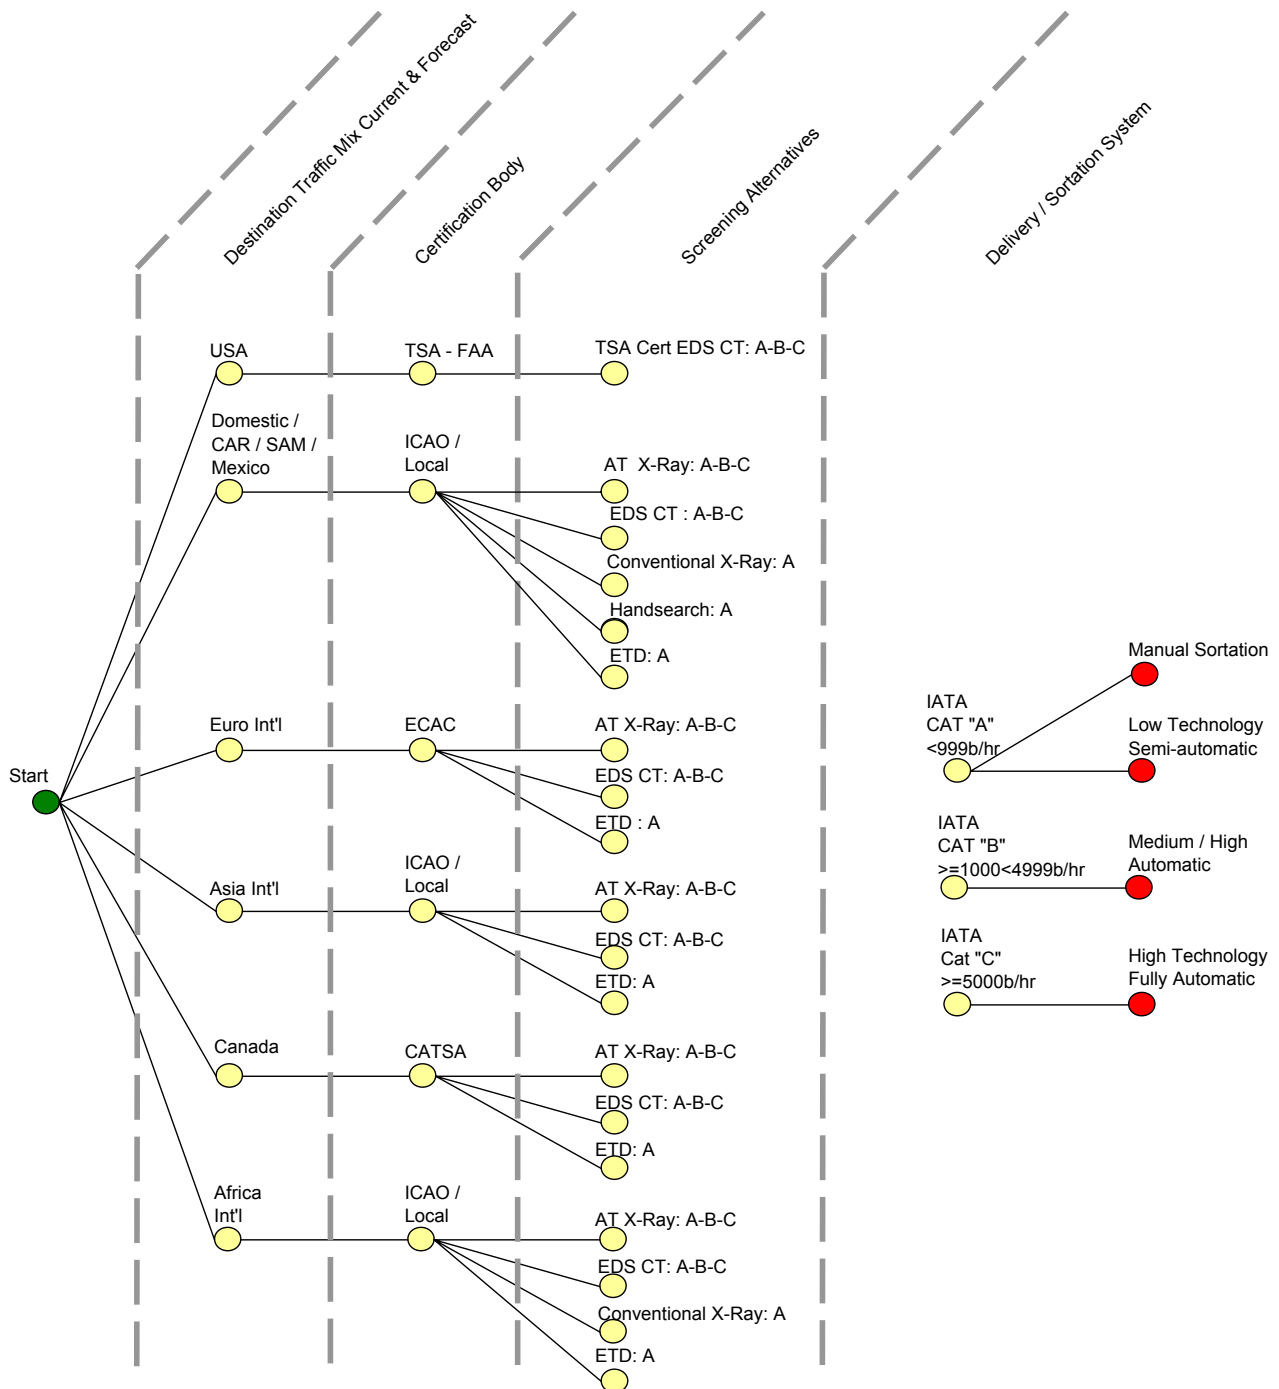 Destination Traffic Mix Current & Forecast
Certification Body
Screening Alternatives
Delivery / Sortation System
Start
USA
TSA - FAA
TSA Cert EDS CT: A-B-C
Domestic /
CAR / SAM /
Mexico
ICAO /
Local
AT  X-Ray: A-B-C
EDS CT : A-B-C
Conventional X-Ray: A
Handsearch: A
ETD: A
Euro Int'l
ECAC
AT X-Ray: A-B-C
EDS CT: A-B-C
ETD : A
Asia Int'l
ICAO /
Local
AT X-Ray: A-B-C
EDS CT: A-B-C
ETD: A
Canada
CATSA
AT X-Ray: A-B-C
EDS CT: A-B-C
ETD: A
Africa
Int'l
ICAO /
Local
AT X-Ray: A-B-C
EDS CT: A-B-C
Conventional X-Ray: A
ETD: A
IATA
CAT "A"
<999b/hr
Manual Sortation
Low Technology
Semi-automatic
IATA
CAT "B"
>=1000<4999b/hr
Medium / High
Automatic
IATA
Cat "C"
>=5000b/hr
High Technology
Fully Automatic